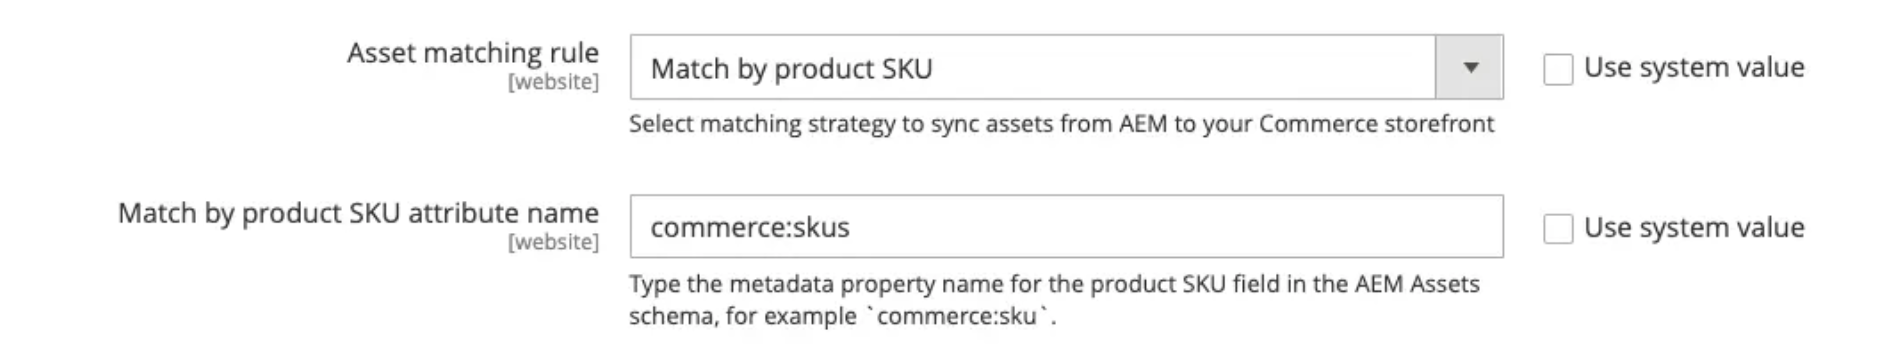 Asset matching rule
[website]
Match by product SKU
Use system value
Select matching strategy to sync assets from AEM to your Commerce storefront
Match by product SKU attribute name
[website]
commerce:skus
Use system value
Type the metadata property name for the product SKU field in the AEM Assets
schema, for example `commerce:sku`.